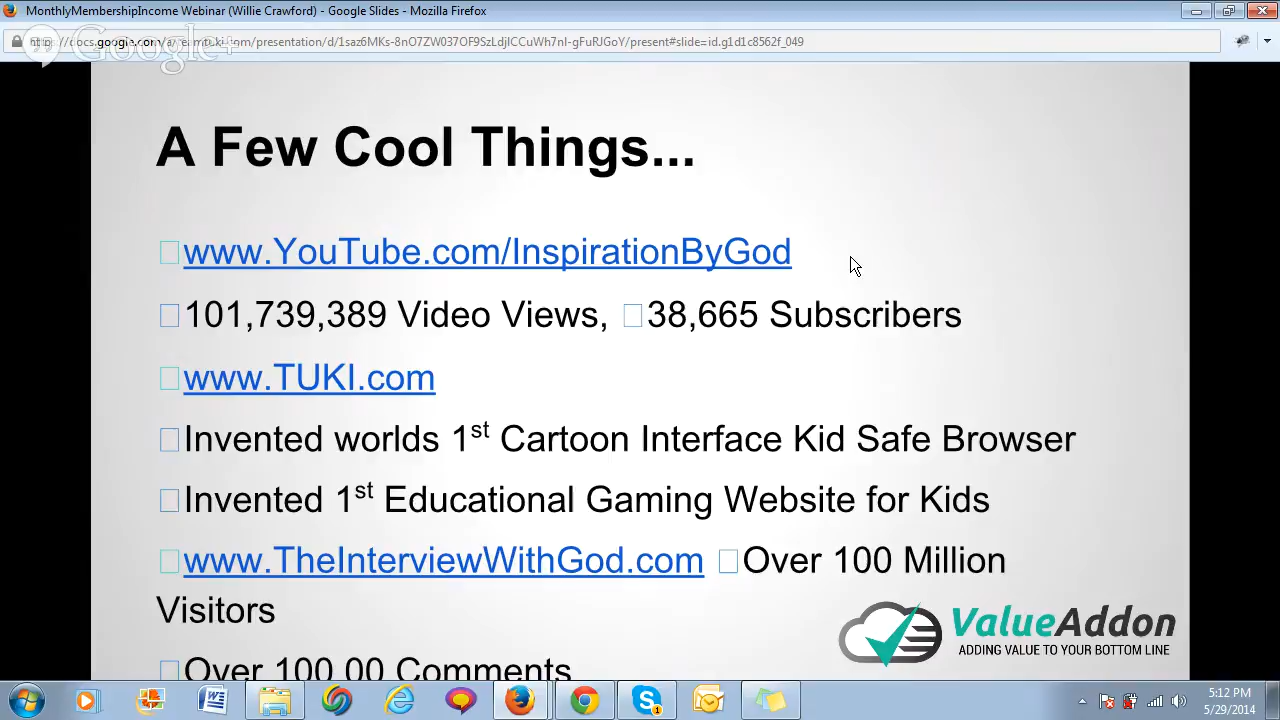 MonthlyMembershipIncome Webinar (Willie Crawford) - Google Slides - Mozilla Firefox
Google+
A Few Cool Things...
www.YouTube.com/InspirationByGod
101,739,389 Video Views, 38,665 Subscribers
www.TUKI.com
Invented worlds 1st Cartoon Interface Kid Safe Browser
Invented 1st Educational Gaming Website for Kids
www.TheInterviewWithGod.com Over 100 Million
Visitors
ValueAddon
ADDING VALUE TO YOUR BOTTOM LINE
Over 100,00 Comments
5:12 PM
5/29/2014